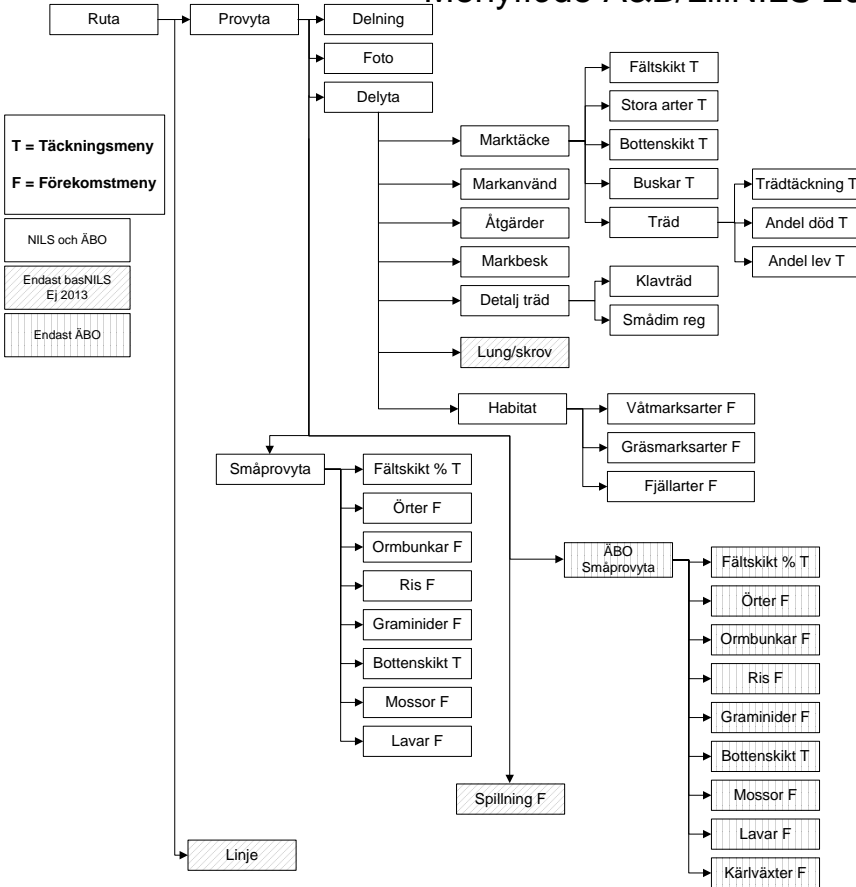 Ruta
Provyta
Delning
Foto
Delyta
T = Täckningsmeny
F = Förekomstmeny
NILS och ÄBO
Endast basNILS
Ej 2013
Endast ÄBO
Marktäcke
Markanvänd
Åtgärder
Markbesk
Detalj träd
Lung/skrov
Habitat
Fältskikt T
Stora arter T
Bottenskikt T
Buskar T
Träd
Trädtäckning T
Andel död T
Andel lev T
Klavträd
Smådim reg
Våtmarksarter F
Gräsmarksarter F
Fjällarter F
Småprovyta
Fältskikt % T
Örter F
Ormbunkar F
Ris F
Graminider F
Bottenskikt T
Mossor F
Lavar F
ÄBO
Småprovyta
Fältskikt % T
Örter F
Ormbunkar F
Ris F
Graminider F
Bottenskikt T
Mossor F
Lavar F
Kärlväxter F
Spillning F
Linje